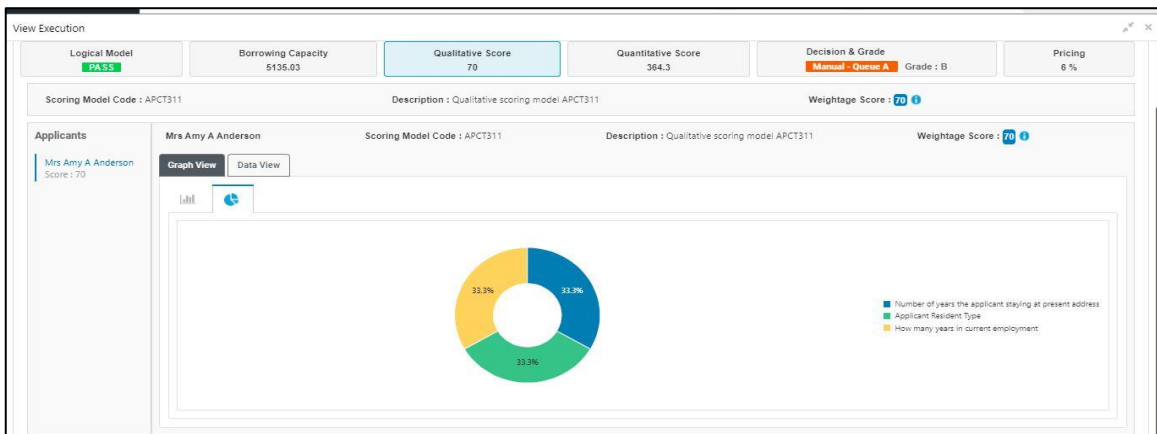 View Execution
Logical Model
PASS
Borrowing Capacity
5135.03
Qualitative Score
70
Quantitative Score
364.3
Decision & Grade
Manual - Queue A Grade : B
Pricing
6 %
Scoring Model Code : APCT311 Description : Qualitative scoring model APCT311 Weightage Score : 70
Applicants
Mrs Amy A Anderson
Score : 70
Mrs Amy A Anderson Scoring Model Code : APCT311 Description : Qualitative scoring model APCT311 Weightage Score : 70
Graph View Data View
33.3%
33.3%
33.3%
Number of years the applicant staying at present address
Applicant Resident Type
How many years in current employment